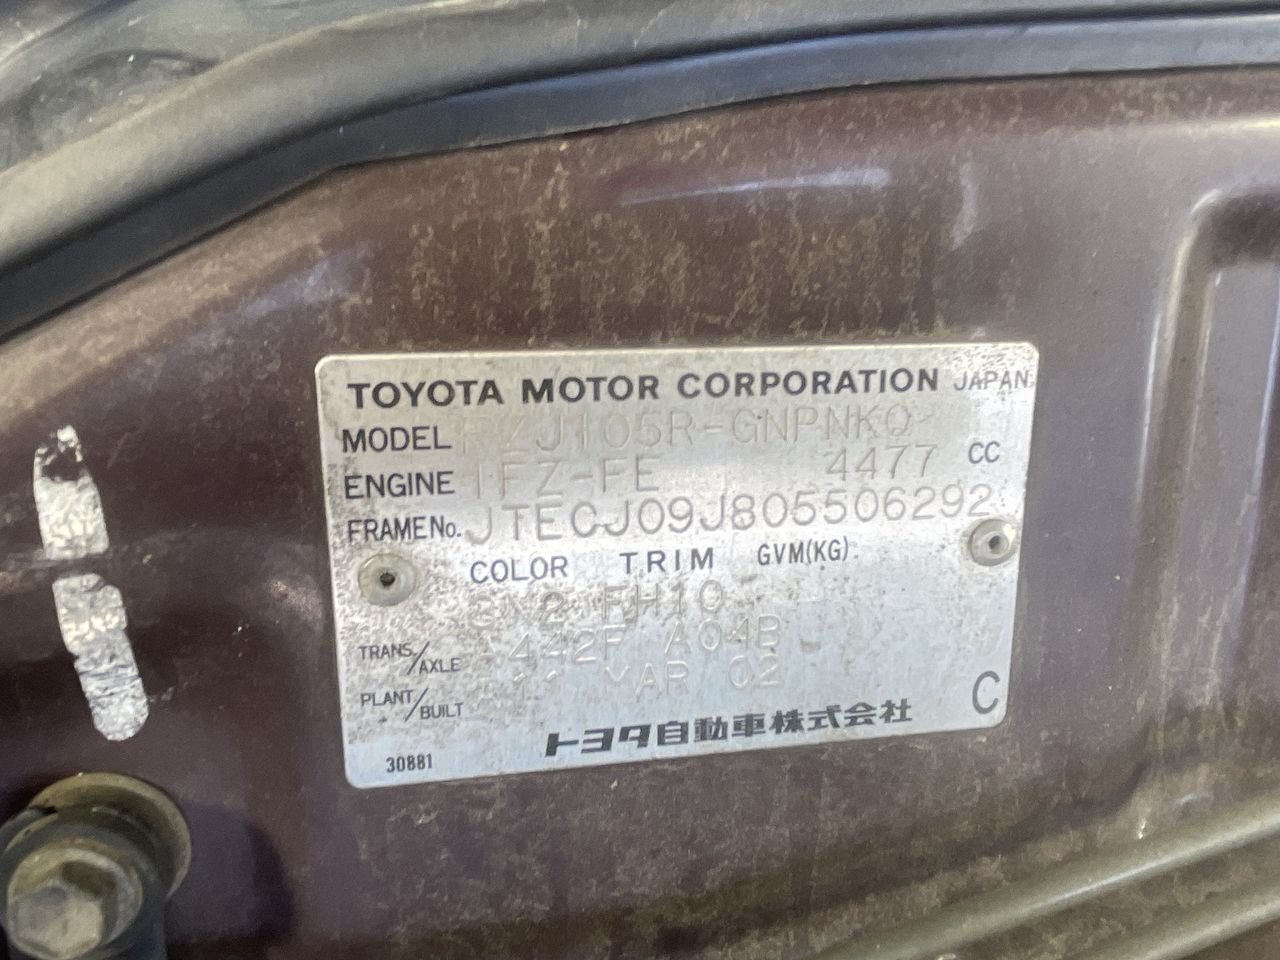 TOYOTA MOTOR CORPORATION JAPAN
MODEL FZJ105R-GNPNKQ
ENGINE 1FZ-FE 4477 CC
FRAME No. JTECJ09J805506292
COLOR TRIM GVM(KG)
FH10
TRANS/AXLE A442F A04B
PLANT/BUILT MAR 02
C
トヨタ自動車株式会社
30881